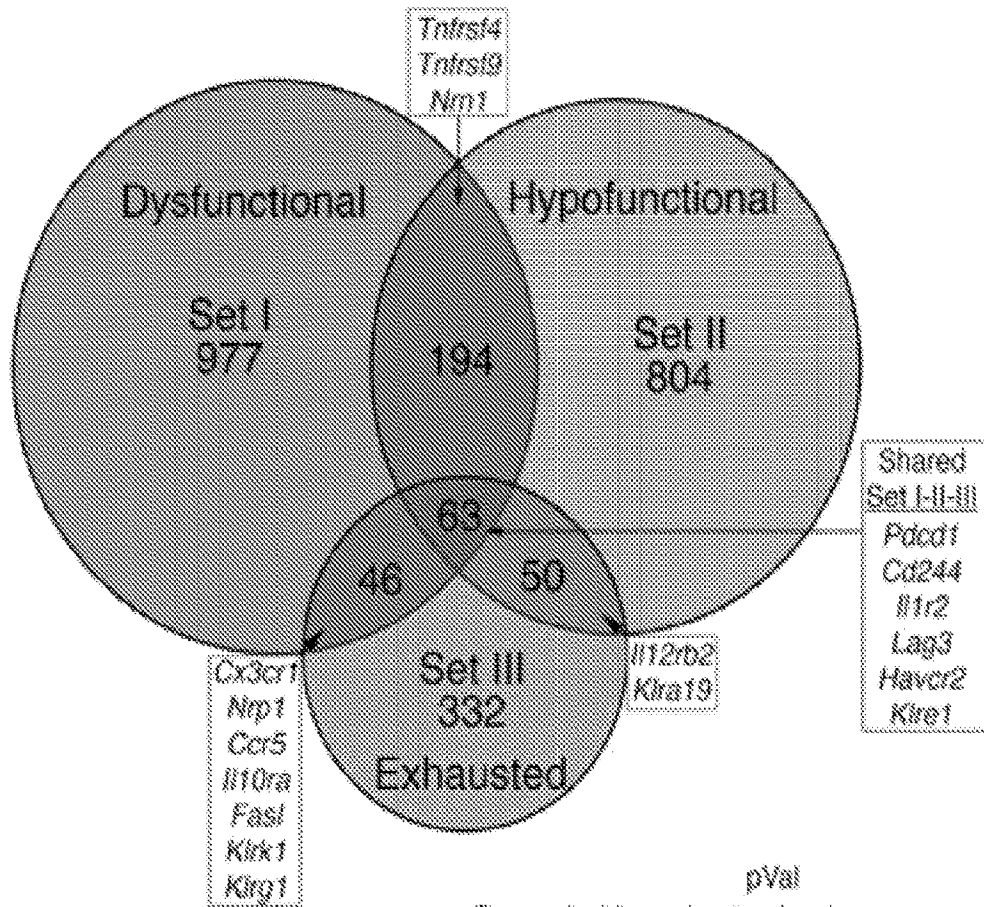 Tnfrsf4
Tnfrsf9
Nrn1
Dysfunctional
Hypofunctional
Set I
977
194
Set II
804
Shared
Set I-II-III
Pdcd1
Cd244
Il1r2
Lag3
Havcr2
Klre1
63
46
50
Set III
332
Exhausted
Il12rb2
Klra19
Cx3cr1
Nrp1
Ccr5
Il10ra
Fasl
Klrk1
Klrg1
pVal